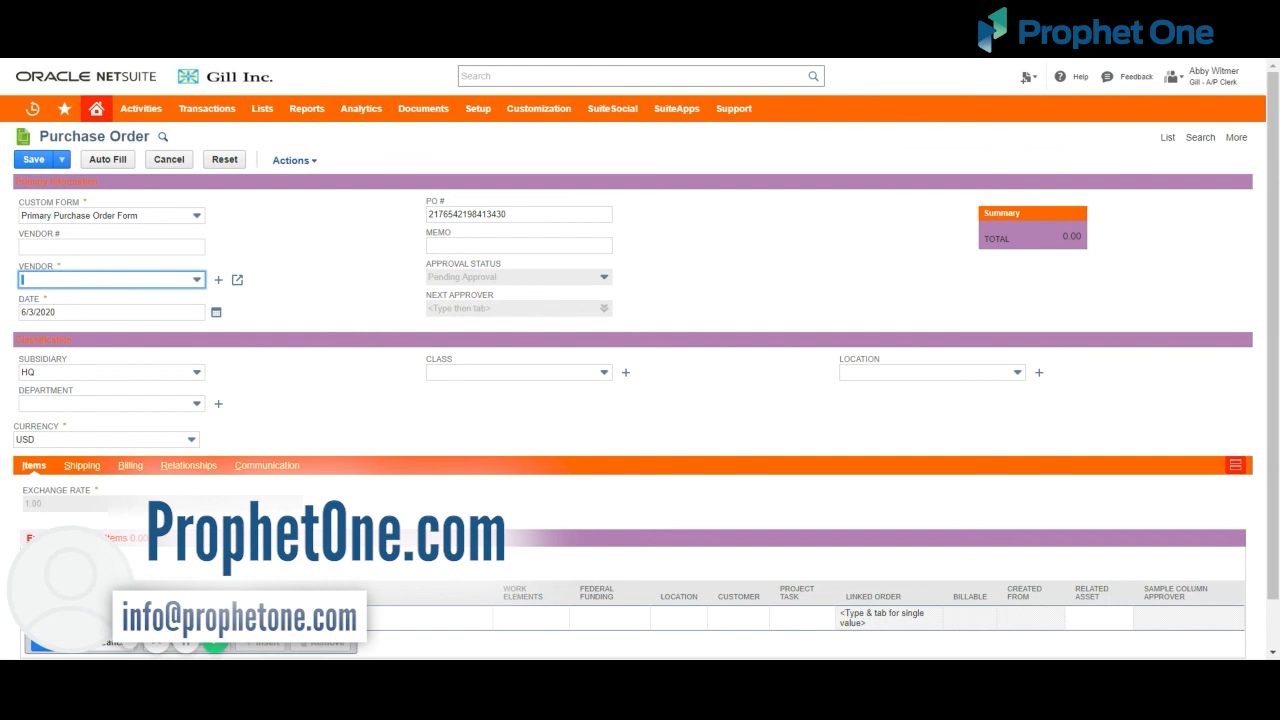 Prophet One
ORACLE NETSUITE
Gill Inc.
Search
Help
Feedback
Abby Witmer
Gill - A/P Clerk
Activities
Transactions
Lists
Reports
Analytics
Documents
Setup
Customization
SuiteSocial
SuiteApps
Support
Purchase Order
List
Search
More
Save
Auto Fill
Cancel
Reset
Actions
Primary Information
CUSTOM FORM *
Primary Purchase Order Form
VENDOR #
VENDOR *
DATE *
6/3/2020
PO #
2176542198413430
MEMO
APPROVAL STATUS
Pending Approval
NEXT APPROVER
<Type then tab>
Summary
TOTAL 0.00
Classification
SUBSIDIARY
HQ
DEPARTMENT
CLASS
LOCATION
CURRENCY *
USD
Items
Shipping
Billing
Relationships
Communication
EXCHANGE RATE *
1.00
Items 0.00
ProphetOne.com
info@prophetone.com
WORK ELEMENTS
FEDERAL FUNDING
LOCATION
CUSTOMER
PROJECT TASK
LINKED ORDER
BILLABLE
CREATED FROM
RELATED ASSET
SAMPLE COLUMN APPROVER
<Type & tab for single
value>
Insert
Remove